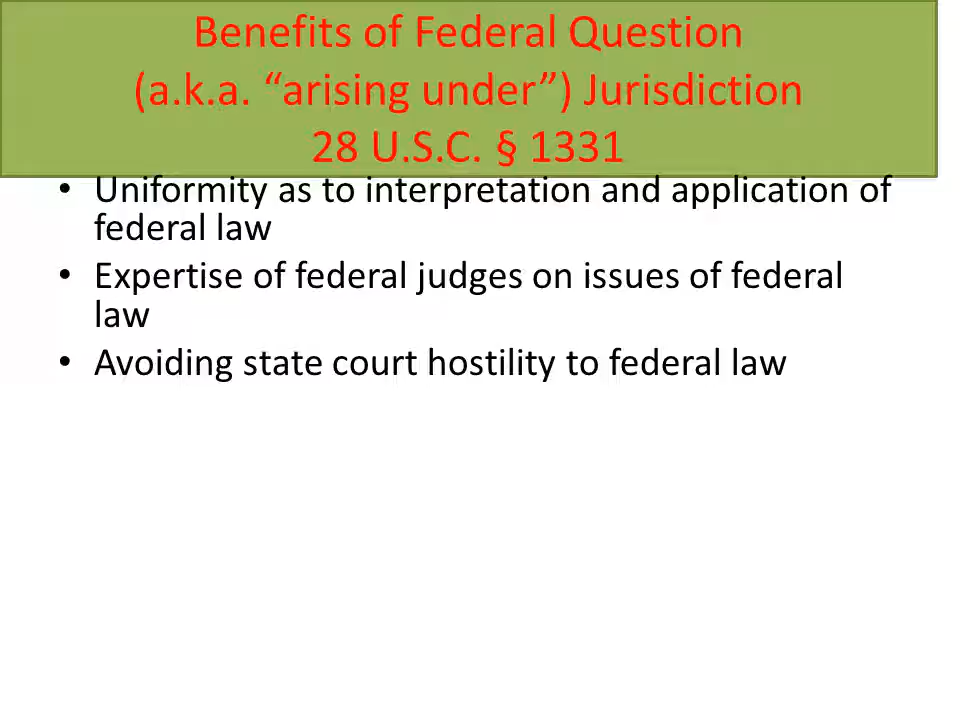 Benefits of Federal Question
(a.k.a. “arising under”) Jurisdiction
28 U.S.C. § 1331
• Uniformity as to interpretation and application of
federal law
• Expertise of federal judges on issues of federal
law
• Avoiding state court hostility to federal law